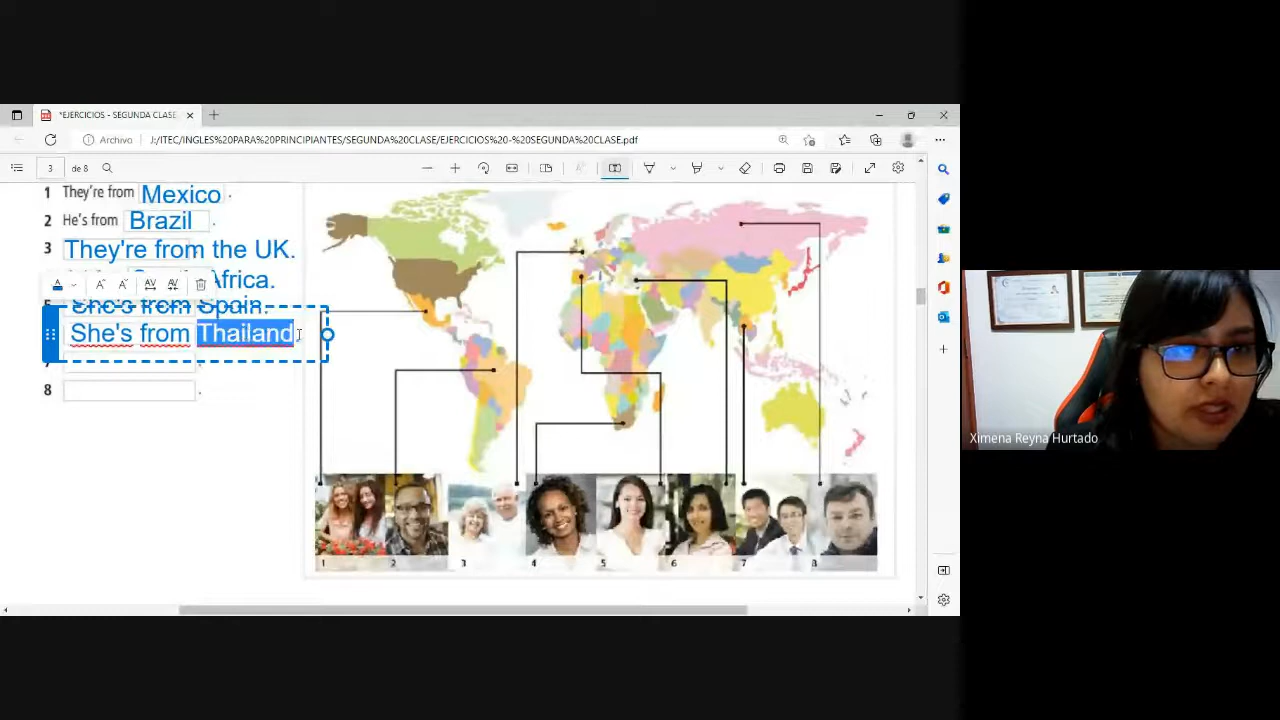 *EJERCICIOS - SEGUNDA CLASE.
Archivo
J:/ITEC/INGLES%20PARA%20PRINCIPIANTES/SEGUNDA%20CLASE/EJERCICIOS%20-%20SEGUNDA%20CLASE.pdf
3 de 8
1 They're from Mexico .
2 He's from Brazil .
3 They're from the UK.
Africa.
She's from Spain.
She's from Thailand
8 .
1 2 3 4 5 6 7 8
Ximena Reyna Hurtado